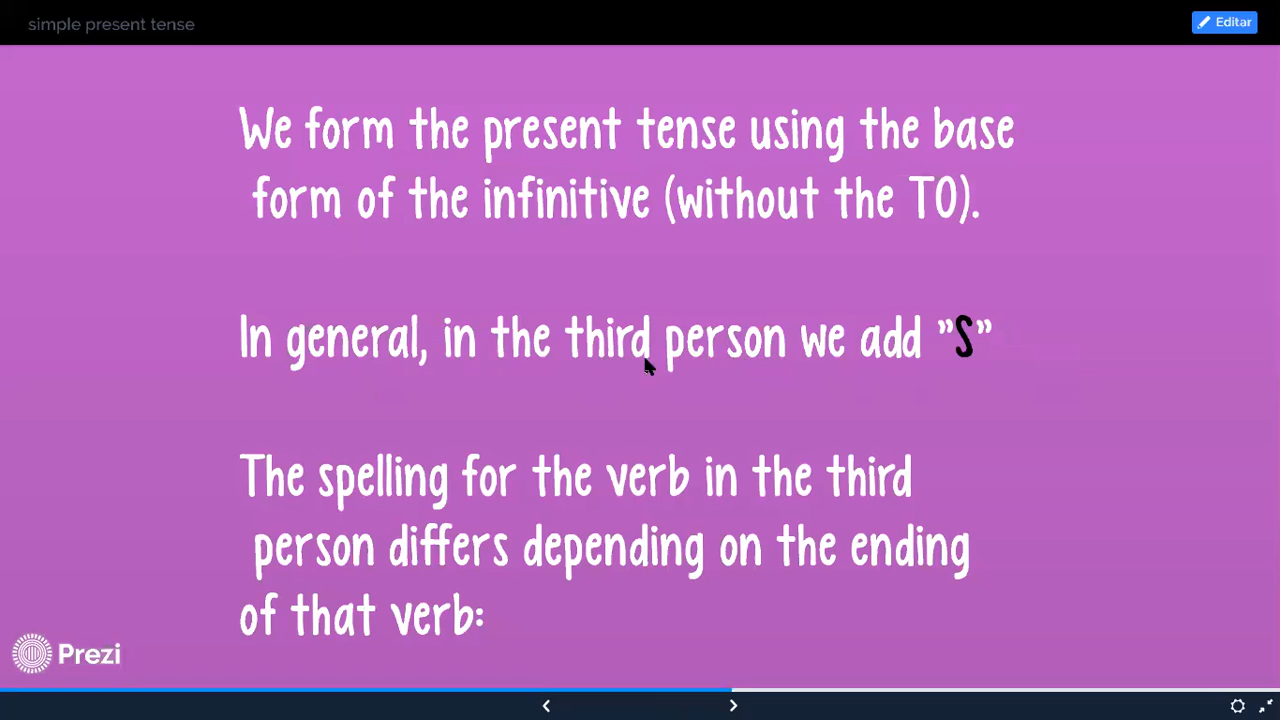 simple present tense
Editar
We form the present tense using the base
form of the infinitive (without the TO).
In general, in the third person we add "S"
The spelling for the verb in the third
person differs depending on the ending
of that verb:
Prezi